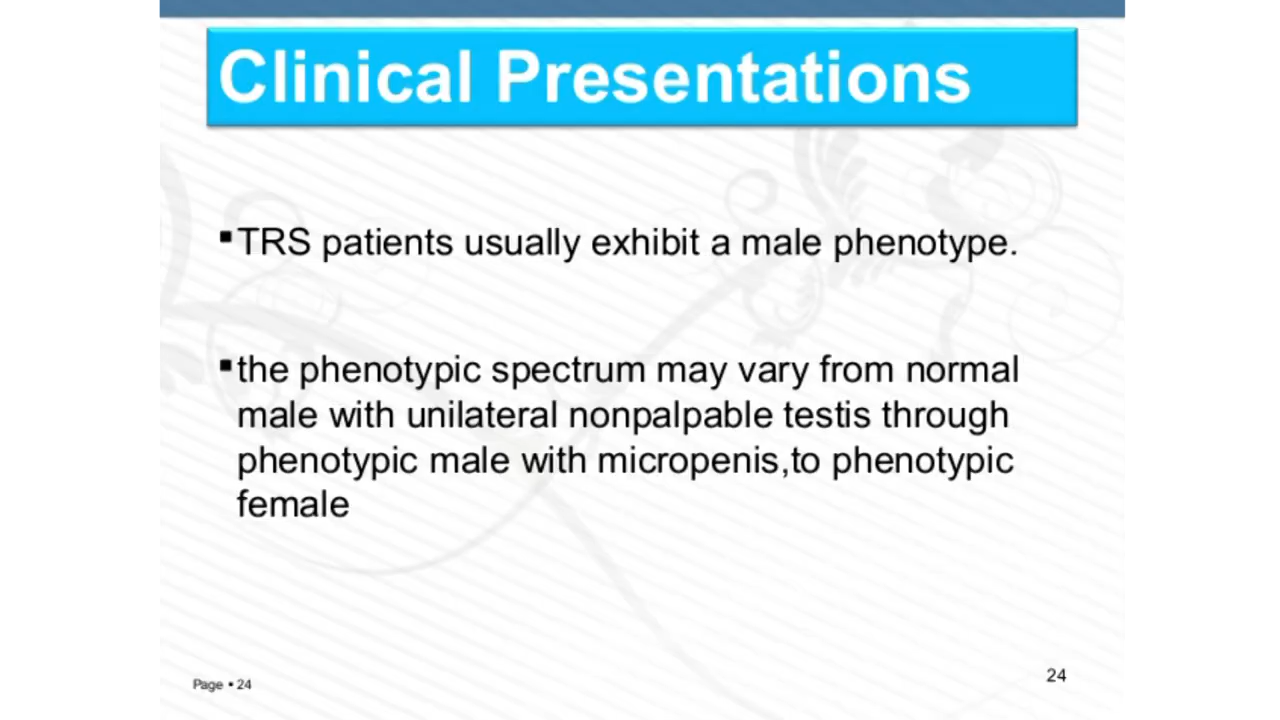 Clinical Presentations
▪TRS patients usually exhibit a male phenotype.
▪the phenotypic spectrum may vary from normal
male with unilateral nonpalpable testis through
phenotypic male with micropenis,to phenotypic
female
Page ▪ 24
24